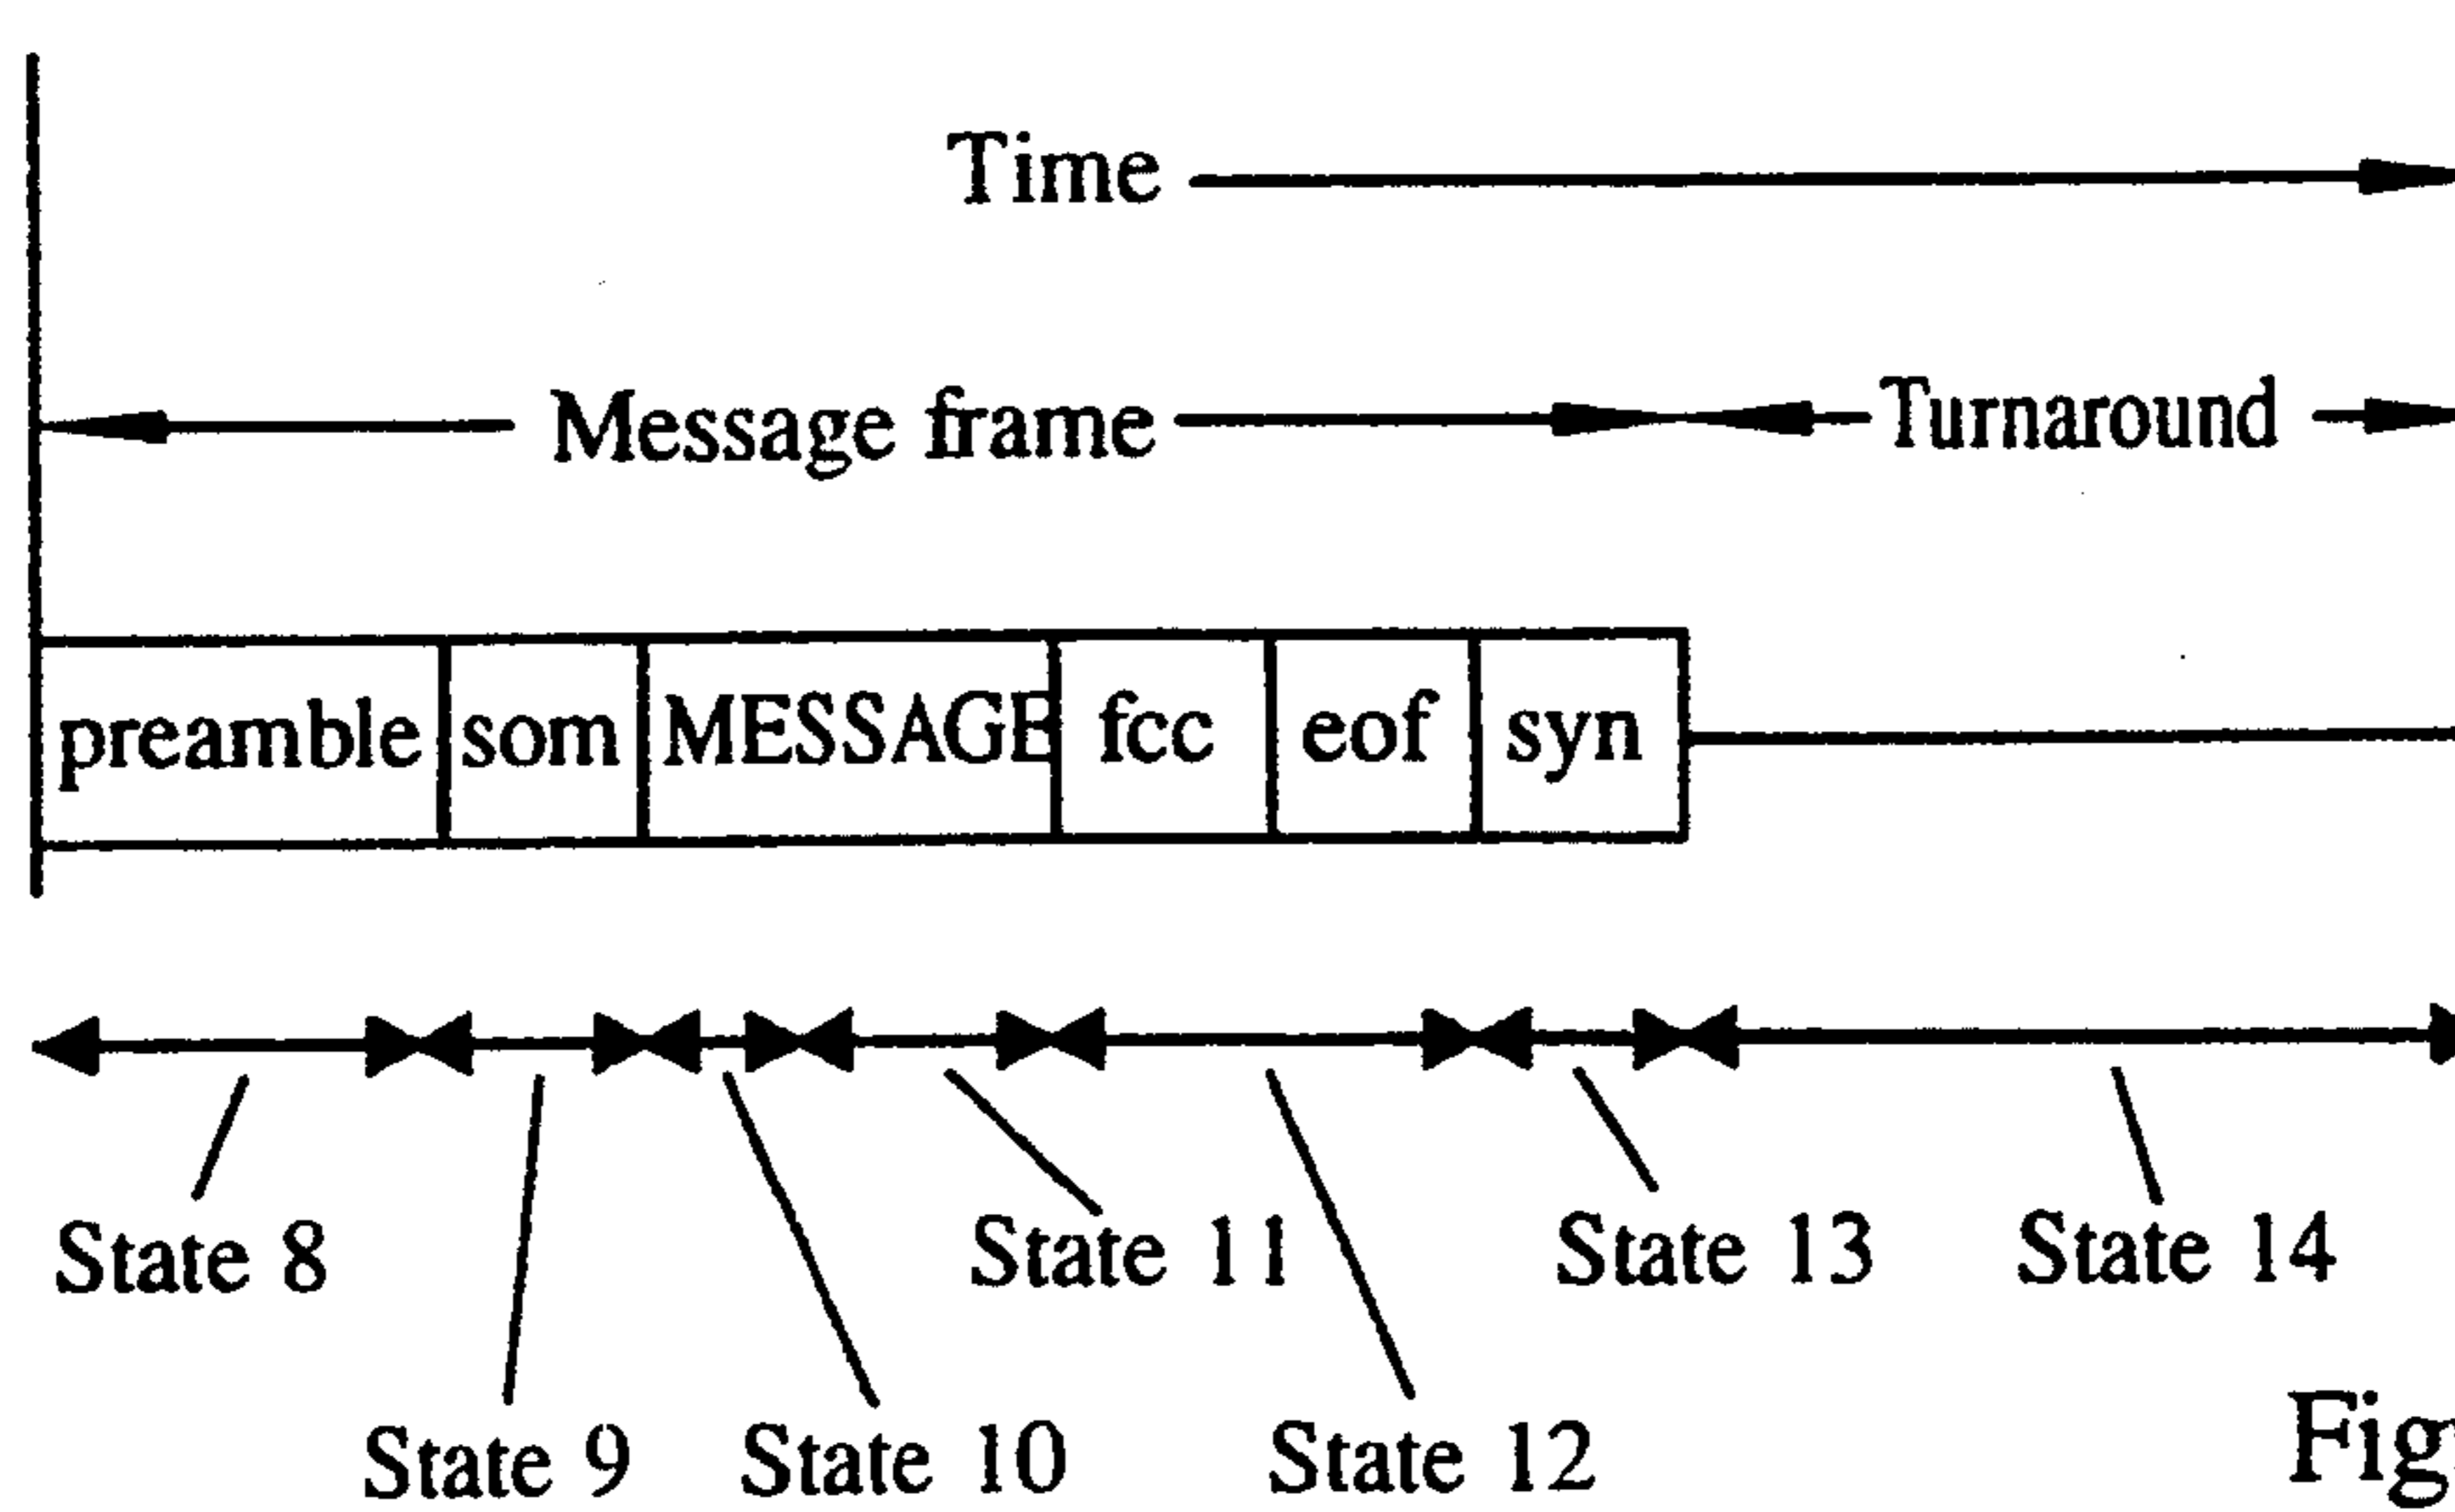 Time
Message frame
Turnaround
preamble
som
MESSAGE
fcc
eof
syn
State 8
State 11
State 13
State 14
State 9
State 10
State 12